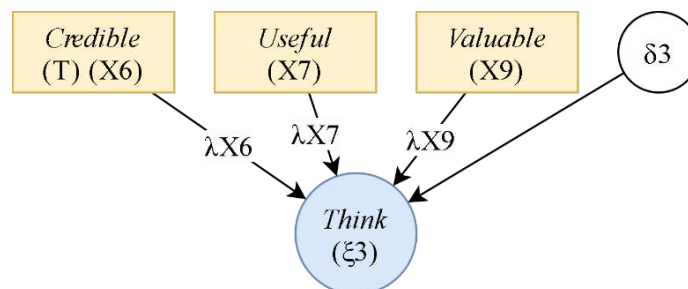 Credible
(T) (X6)
Useful
(X7)
Valuable
(X9)
δ3
λX6
λX7
λX9
Think
(ξ3)